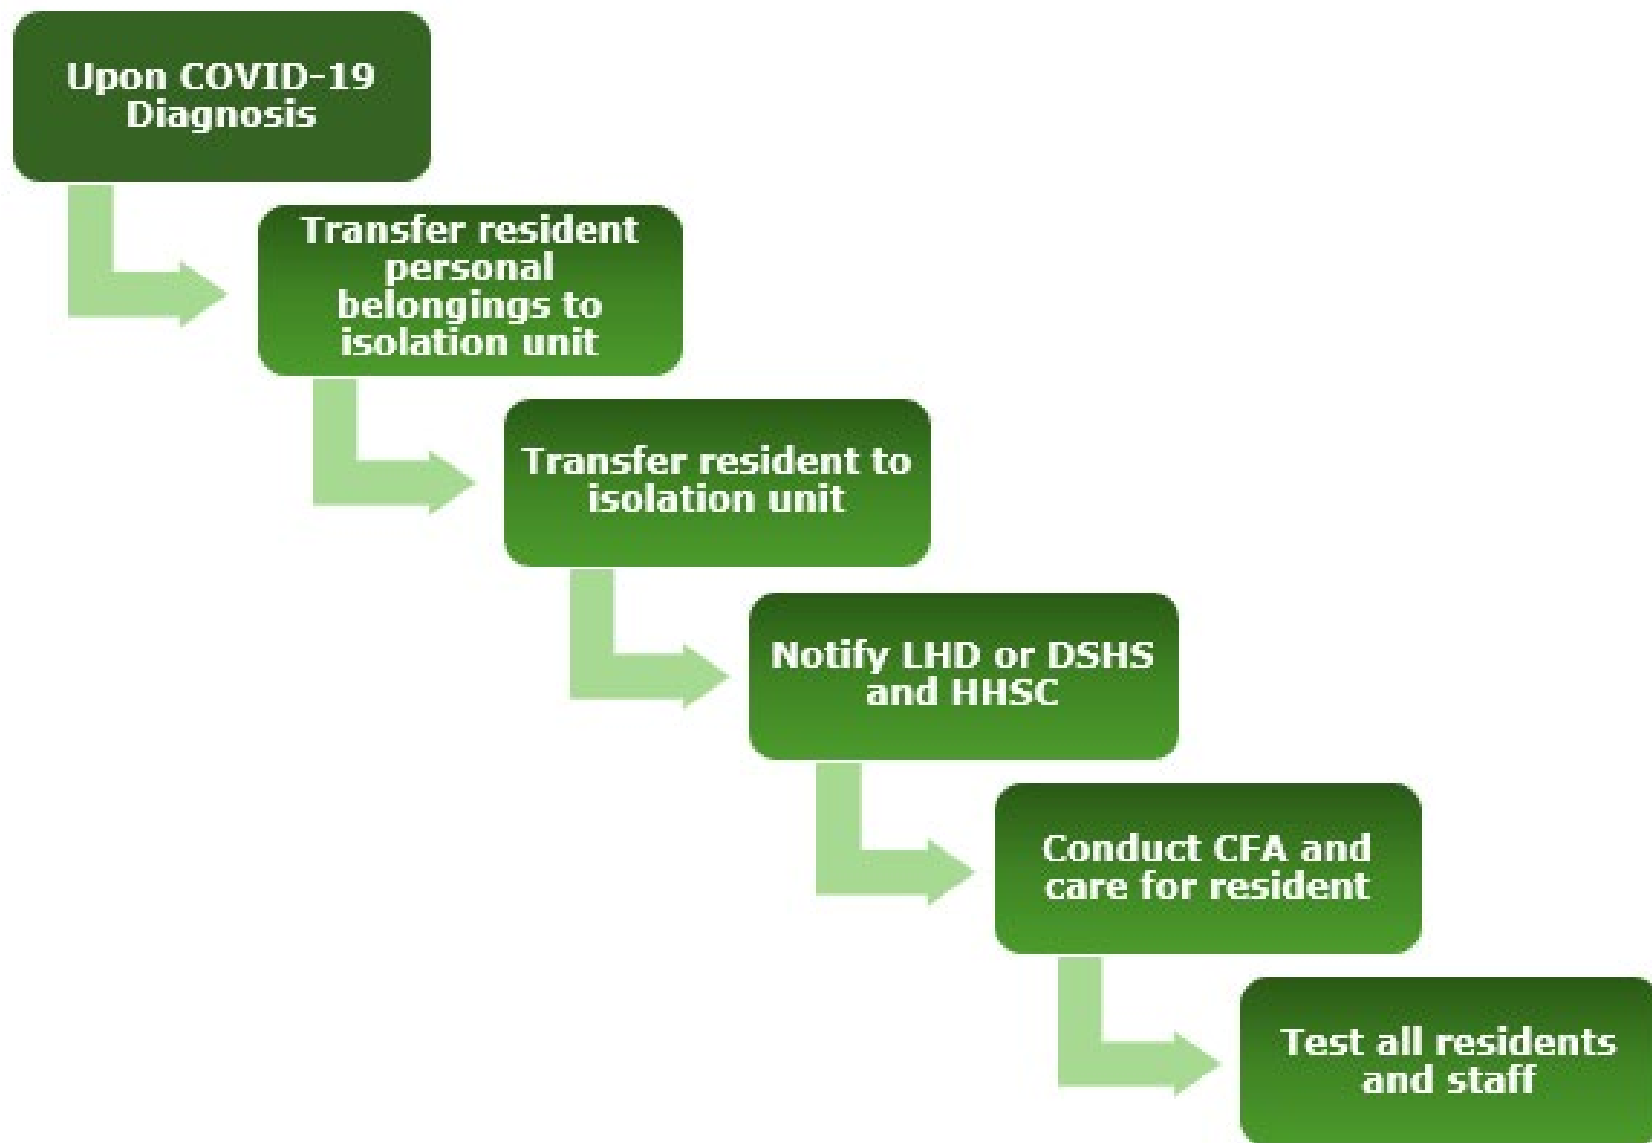 Upon COVID-19
Diagnosis
Transfer resident
personal
belongings to
isolation unit
Transfer resident to
isolation unit
Notify LHD or DSHS
and HHSC
Conduct CFA and
care for resident
Test all residents
and staff